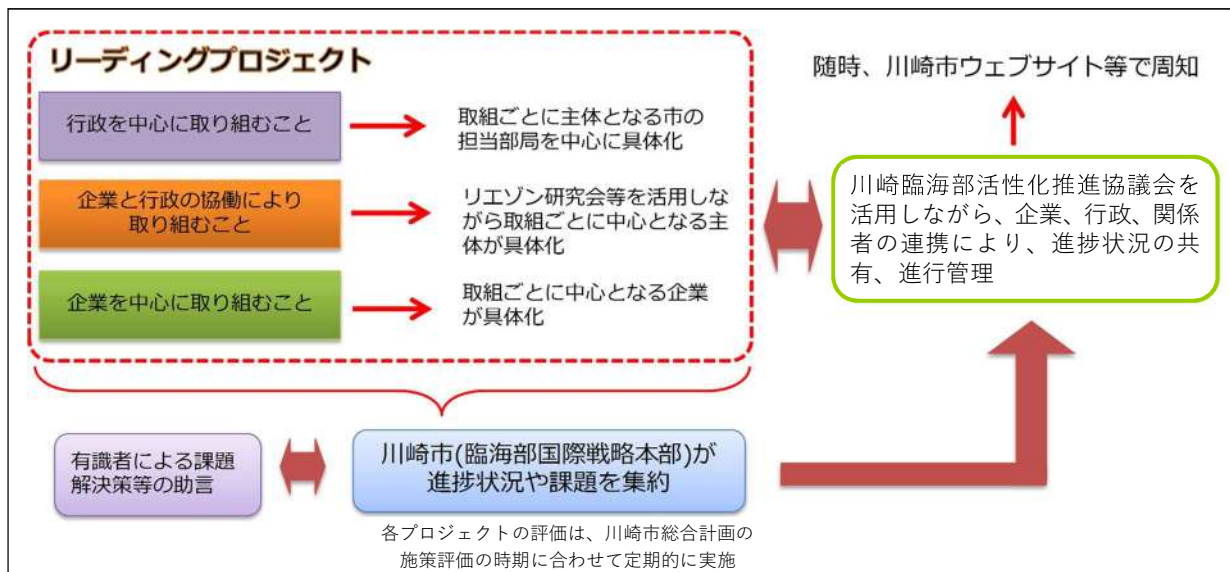 リーディングプロジェクト
行政を中心に取り組むこと
取組ごとに主体となる市の
担当部局を中心に具体化
企業と行政の協働により
取り組むこと
リエゾン研究会等を活用しな
がら取組ごとに中心となる主
体が具体化
企業を中心に取り組むこと
取組ごとに中心となる企業
が具体化
随時、川崎市ウェブサイト等で周知
川崎臨海部活性化推進協議会を
活用しながら、企業、行政、関係
者の連携により、進捗状況の共
有、進行管理
有識者による課題
解決策等の助言
川崎市(臨海部国際戦略本部)が
進捗状況や課題を集約
各プロジェクトの評価は、川崎市総合計画の
施策評価の時期に合わせて定期的に実施